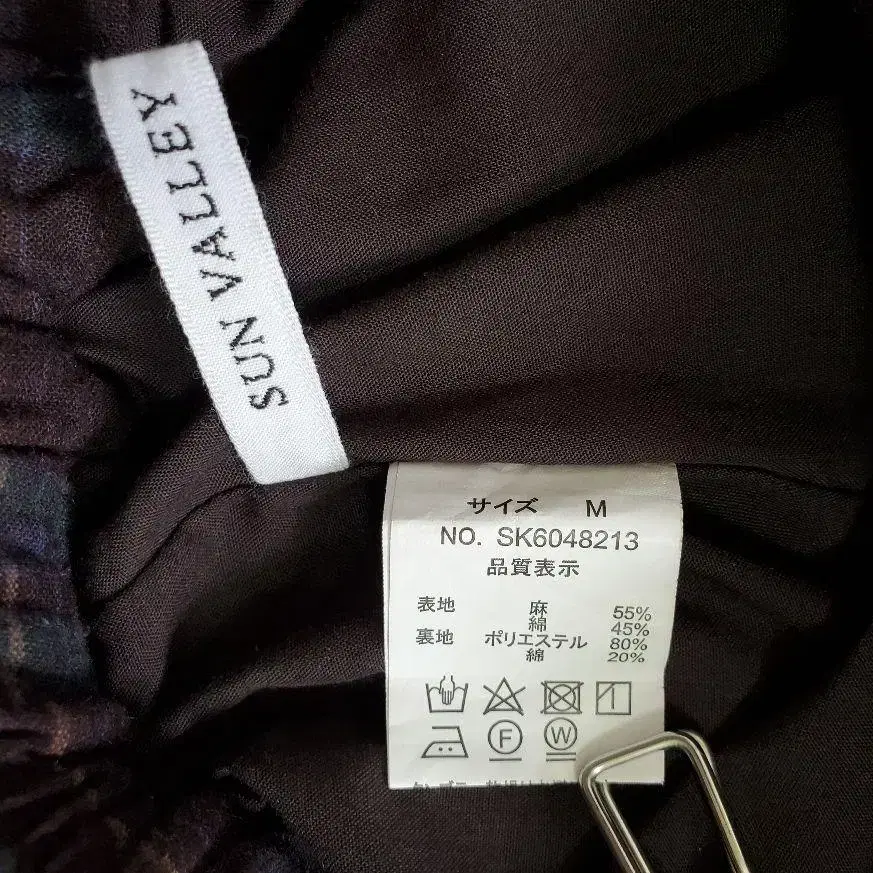 SUN VALLEY
サイズ M
NO. SK6048213
品質表示
表地 麻 55%
綿 45%
裏地 ポリエステル 80%
綿 20%
F
W